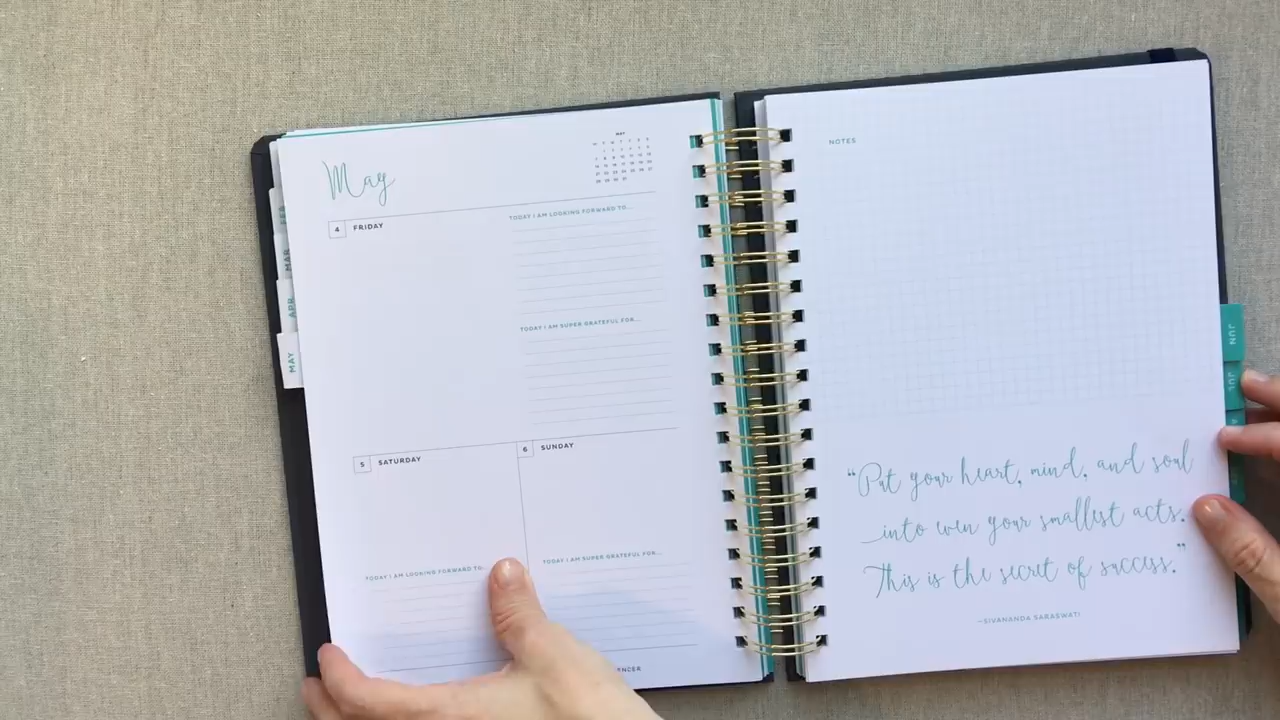 May
MAY
4 FRIDAY
TODAY I AM LOOKING FORWARD TO...
TODAY I AM SUPER GRATEFUL FOR...
5 SATURDAY
6 SUNDAY
TODAY I AM LOOKING FORWARD TO...
TODAY I AM SUPER GRATEFUL FOR...
FEB
MAR
APR
MAY
NOTES
“Put your heart, mind, and soul
into even your smallest acts.
This is the secret of success.”
~SIVANANDA SARASWATI
JUN
JUL